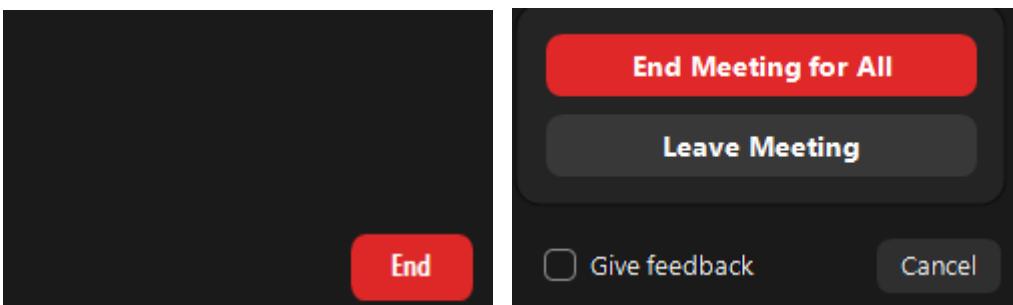 End
End Meeting for All
Leave Meeting
Give feedback
Cancel